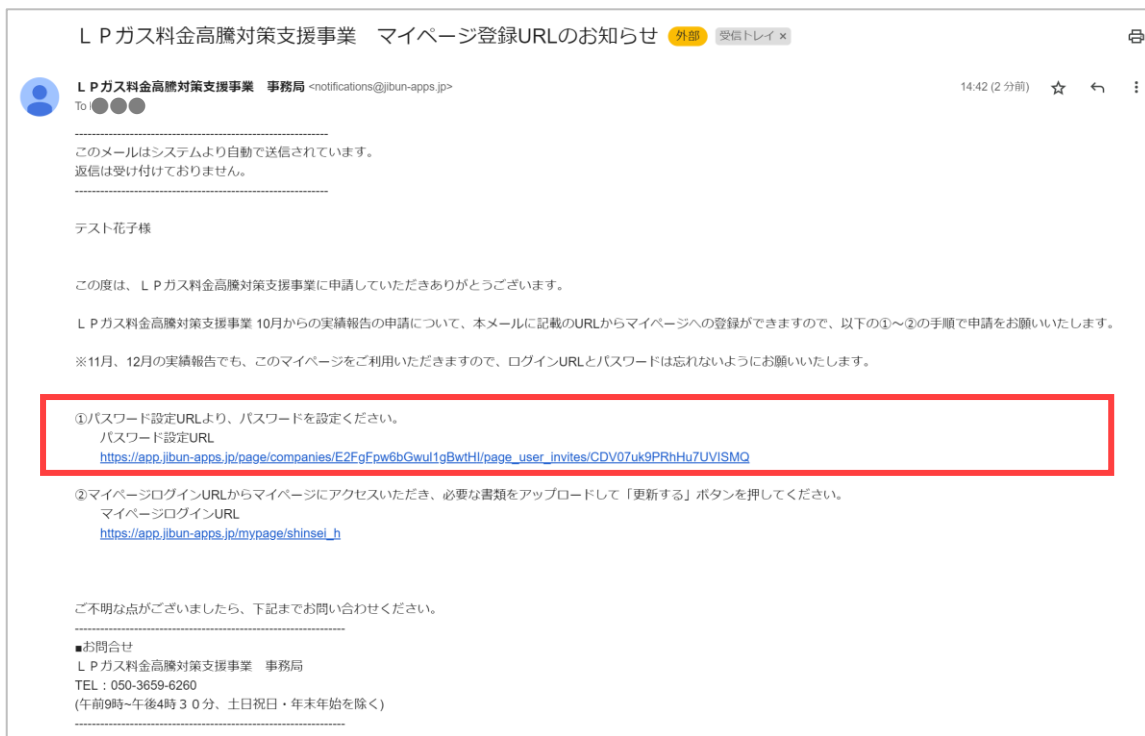 ＬＰガス料金高騰対策支援事業　マイページ登録URLのお知らせ 外部 受信トレイ ×
ＬＰガス料金高騰対策支援事業　事務局 <notifications@jibun-apps.jp> 14:42 (2 分前)
To
------------------------------------------------------------
このメールはシステムより自動で送信されています。
返信は受け付けておりません。
------------------------------------------------------------
テスト花子様
この度は、ＬＰガス料金高騰対策支援事業に申請していただきありがとうございます。
ＬＰガス料金高騰対策支援事業 10月からの実績報告の申請について、本メールに記載のURLからマイページへの登録ができますので、以下の①～②の手順で申請をお願いいたします。
※11月、12月の実績報告でも、このマイページをご利用いただきますので、ログインURLとパスワードは忘れないようにお願いいたします。
①パスワード設定URLより、パスワードを設定ください。
パスワード設定URL
https://app.jibun-apps.jp/page/companies/E2FgFpw6bGwuI1gBwtHI/page_user_invites/CDV07uk9PRhHu7UVISMQ
②マイページログインURLからマイページにアクセスいただき、必要な書類をアップロードして「更新する」ボタンを押してください。
マイページログインURL
https://app.jibun-apps.jp/mypage/shinsei_h
ご不明な点がございましたら、下記までお問い合わせください。
----------------------------------------------------------------
■お問合せ
ＬＰガス料金高騰対策支援事業　事務局
TEL：050-3659-6260
(午前9時~午後4時３０分、土日祝日・年末年始を除く)
----------------------------------------------------------------